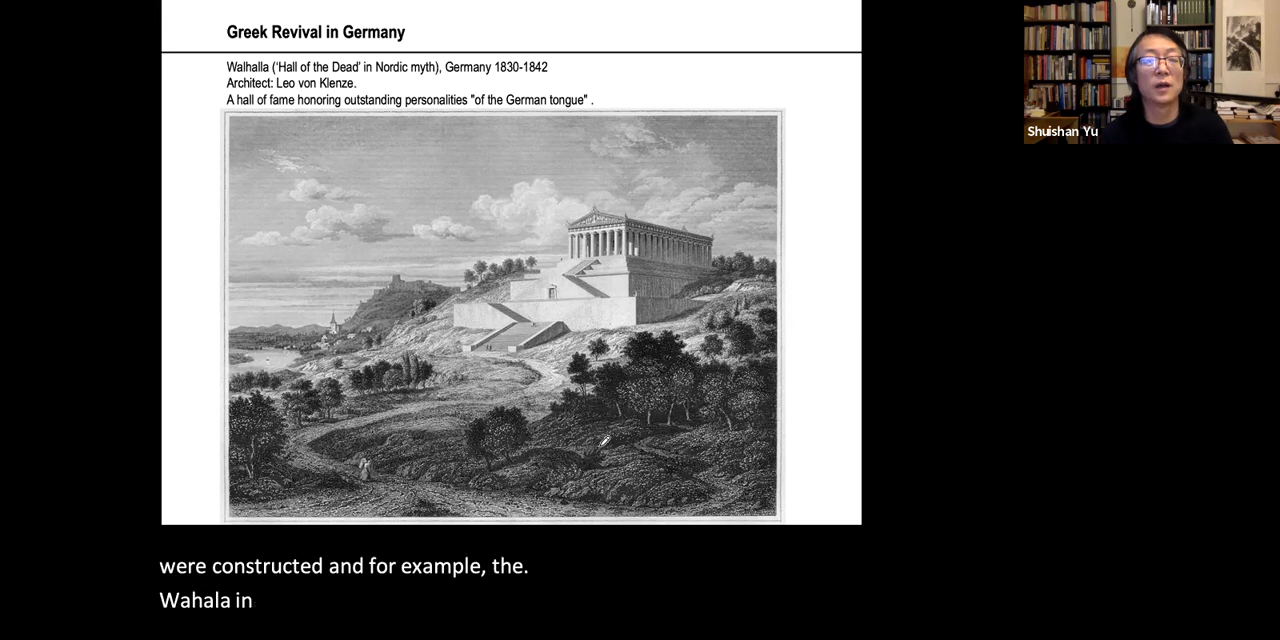 Greek Revival in Germany
Walhalla ('Hall of the Dead' in Nordic myth), Germany 1830-1842
Architect: Leo von Klenze.
A hall of fame honoring outstanding personalities "of the German tongue" .
Shuishan Yu
were constructed and for example, the.
Wahala in